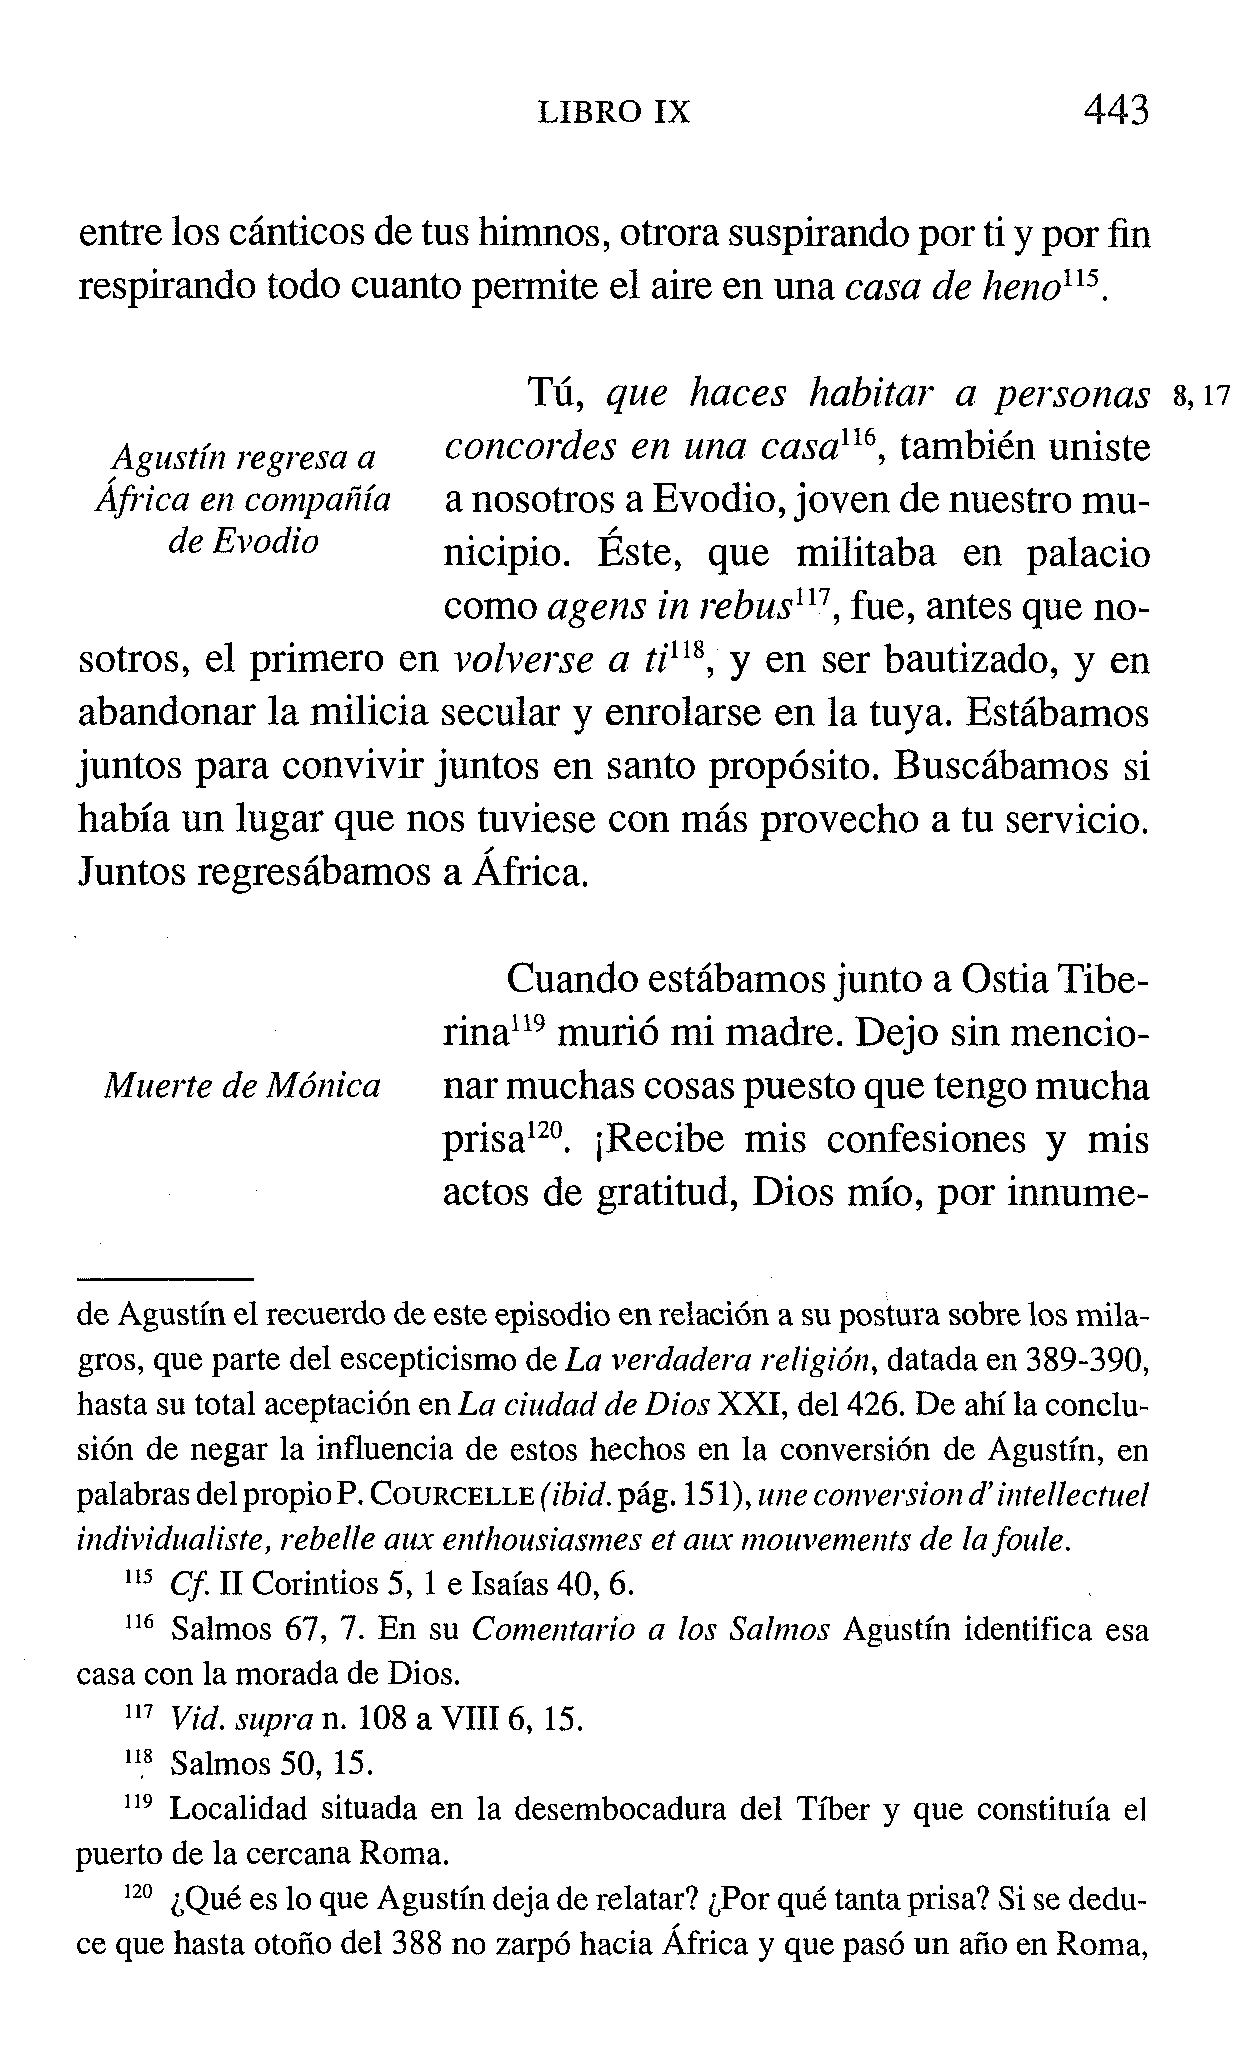 LIBRO IX 443
entre los cánticos de tus himnos, otrora suspirando por ti y por fin
respirando todo cuanto permite el aire en una casa de heno¹¹⁵.
Tú, que haces habitar a personas 8, 17
Agustín regresa a
África en compañía
de Evodio
concordes en una casa¹¹⁶, también uniste
a nosotros a Evodio, joven de nuestro mu-
nicipio. Éste, que militaba en palacio
como agens in rebus¹¹⁷, fue, antes que no-
sotros, el primero en volverse a ti¹¹⁸, y en ser bautizado, y en
abandonar la milicia secular y enrolarse en la tuya. Estábamos
juntos para convivir juntos en santo propósito. Buscábamos si
había un lugar que nos tuviese con más provecho a tu servicio.
Juntos regresábamos a África.
Cuando estábamos junto a Ostia Tibe-
rina¹¹⁹ murió mi madre. Dejo sin mencio-
Muerte de Mónica
nar muchas cosas puesto que tengo mucha
prisa¹²⁰. ¡Recibe mis confesiones y mis
actos de gratitud, Dios mío, por innume-
de Agustín el recuerdo de este episodio en relación a su postura sobre los mila-
gros, que parte del escepticismo de La verdadera religión, datada en 389-390,
hasta su total aceptación en La ciudad de Dios XXI, del 426. De ahí la conclu-
sión de negar la influencia de estos hechos en la conversión de Agustín, en
palabras del propio P. COURCELLE (ibid. pág. 151), une conversion d'intellectuel
individualiste, rebelle aux enthousiasmes et aux mouvements de la foule.
¹¹⁵ Cf. II Corintios 5, 1 e Isaías 40, 6.
¹¹⁶ Salmos 67, 7. En su Comentario a los Salmos Agustín identifica esa
casa con la morada de Dios.
¹¹⁷ Vid. supra n. 108 a VIII 6, 15.
¹¹⁸ Salmos 50, 15.
¹¹⁹ Localidad situada en la desembocadura del Tíber y que constituía el
puerto de la cercana Roma.
¹²⁰ ¿Qué es lo que Agustín deja de relatar? ¿Por qué tanta prisa? Si se dedu-
ce que hasta otoño del 388 no zarpó hacia África y que pasó un año en Roma,